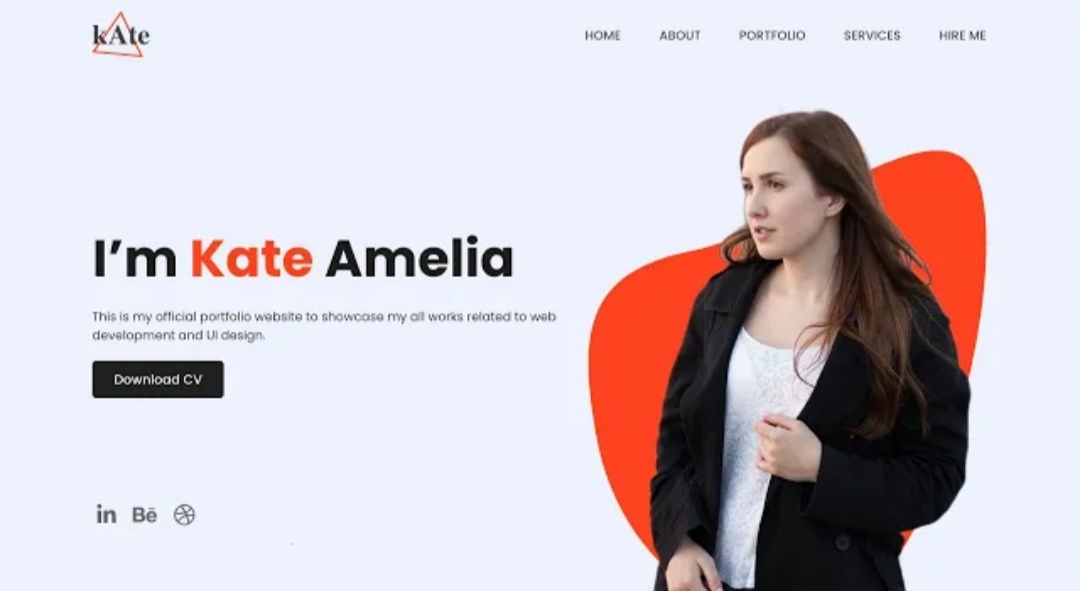 kAte
HOME ABOUT PORTFOLIO SERVICES HIRE ME
I'm Kate Amelia
This is my official portfolio website to showcase my all works related to web
development and UI design.
Download CV
in Bē